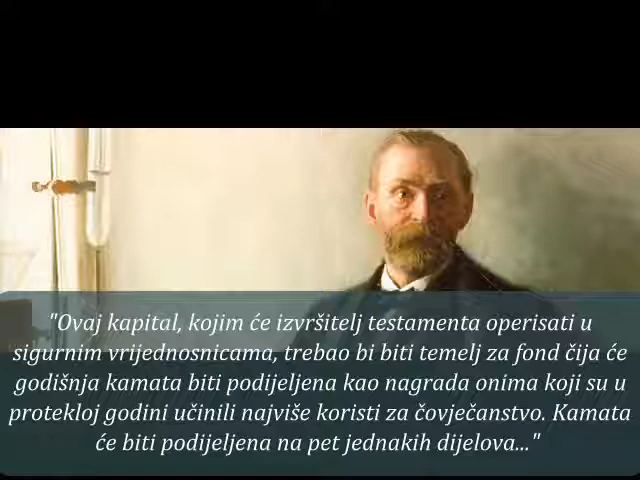 "Ovaj kapital, kojim će izvršitelj testamenta operisati u
sigurnim vrijednosnicama, trebao bi biti temelj za fond čija će
godišnja kamata biti podijeljena kao nagrada onima koji su u
protekloj godini učinili najviše koristi za čovječanstvo. Kamata
će biti podijeljena na pet jednakih dijelova..."